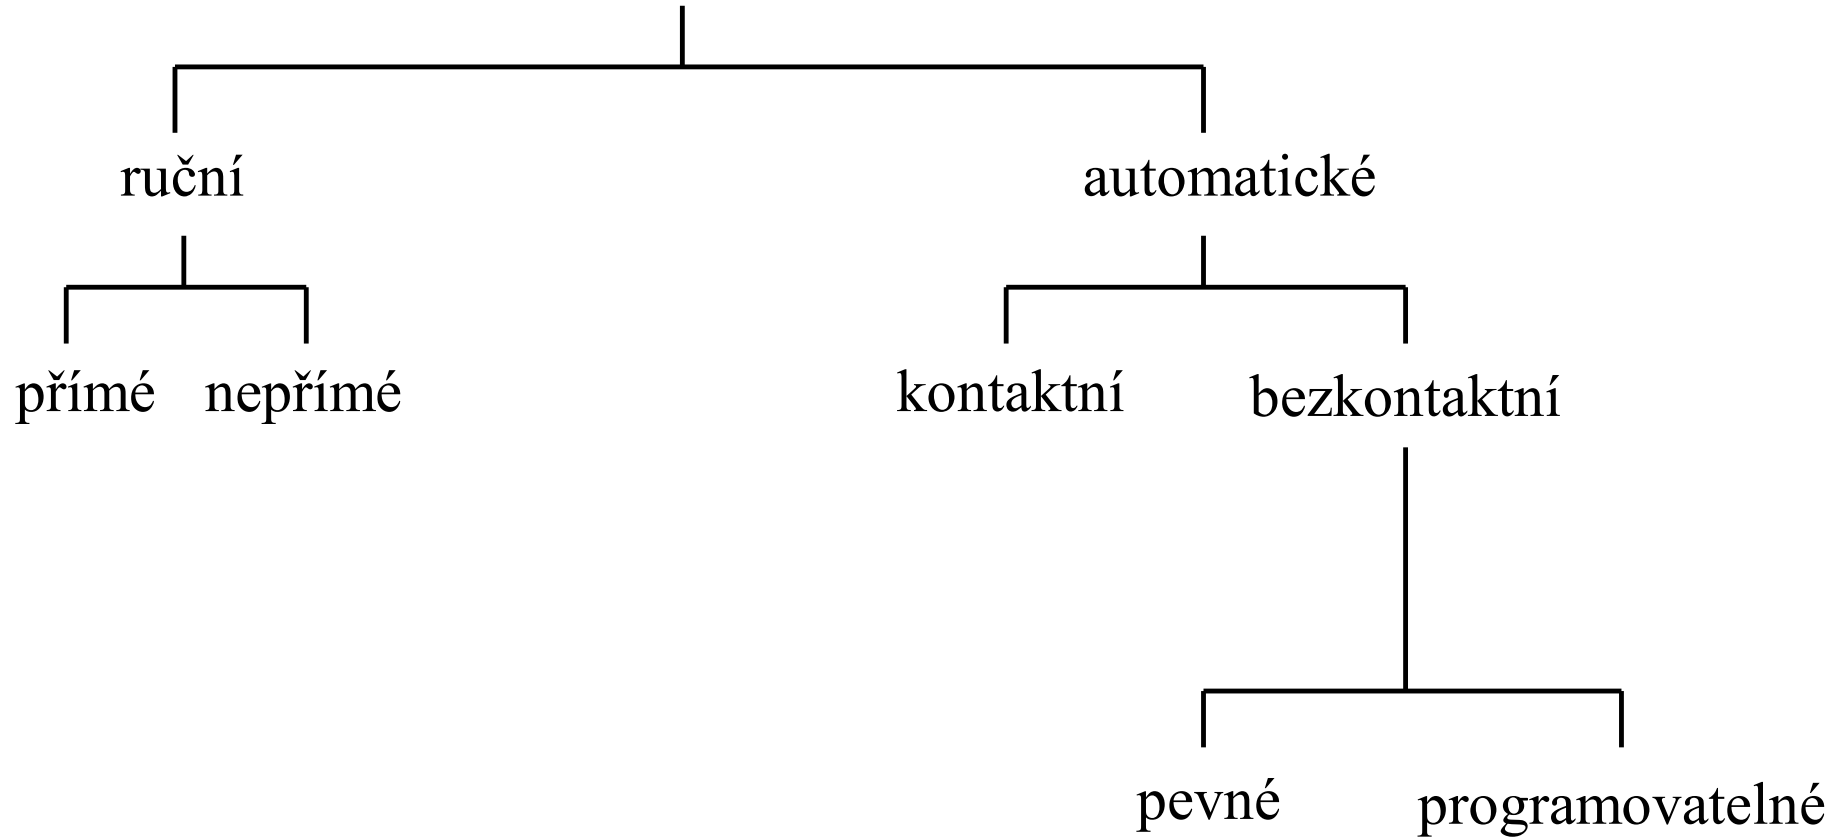 ruční automatické
přímé nepřímé kontaktní bezkontaktní
pevné programovatelné